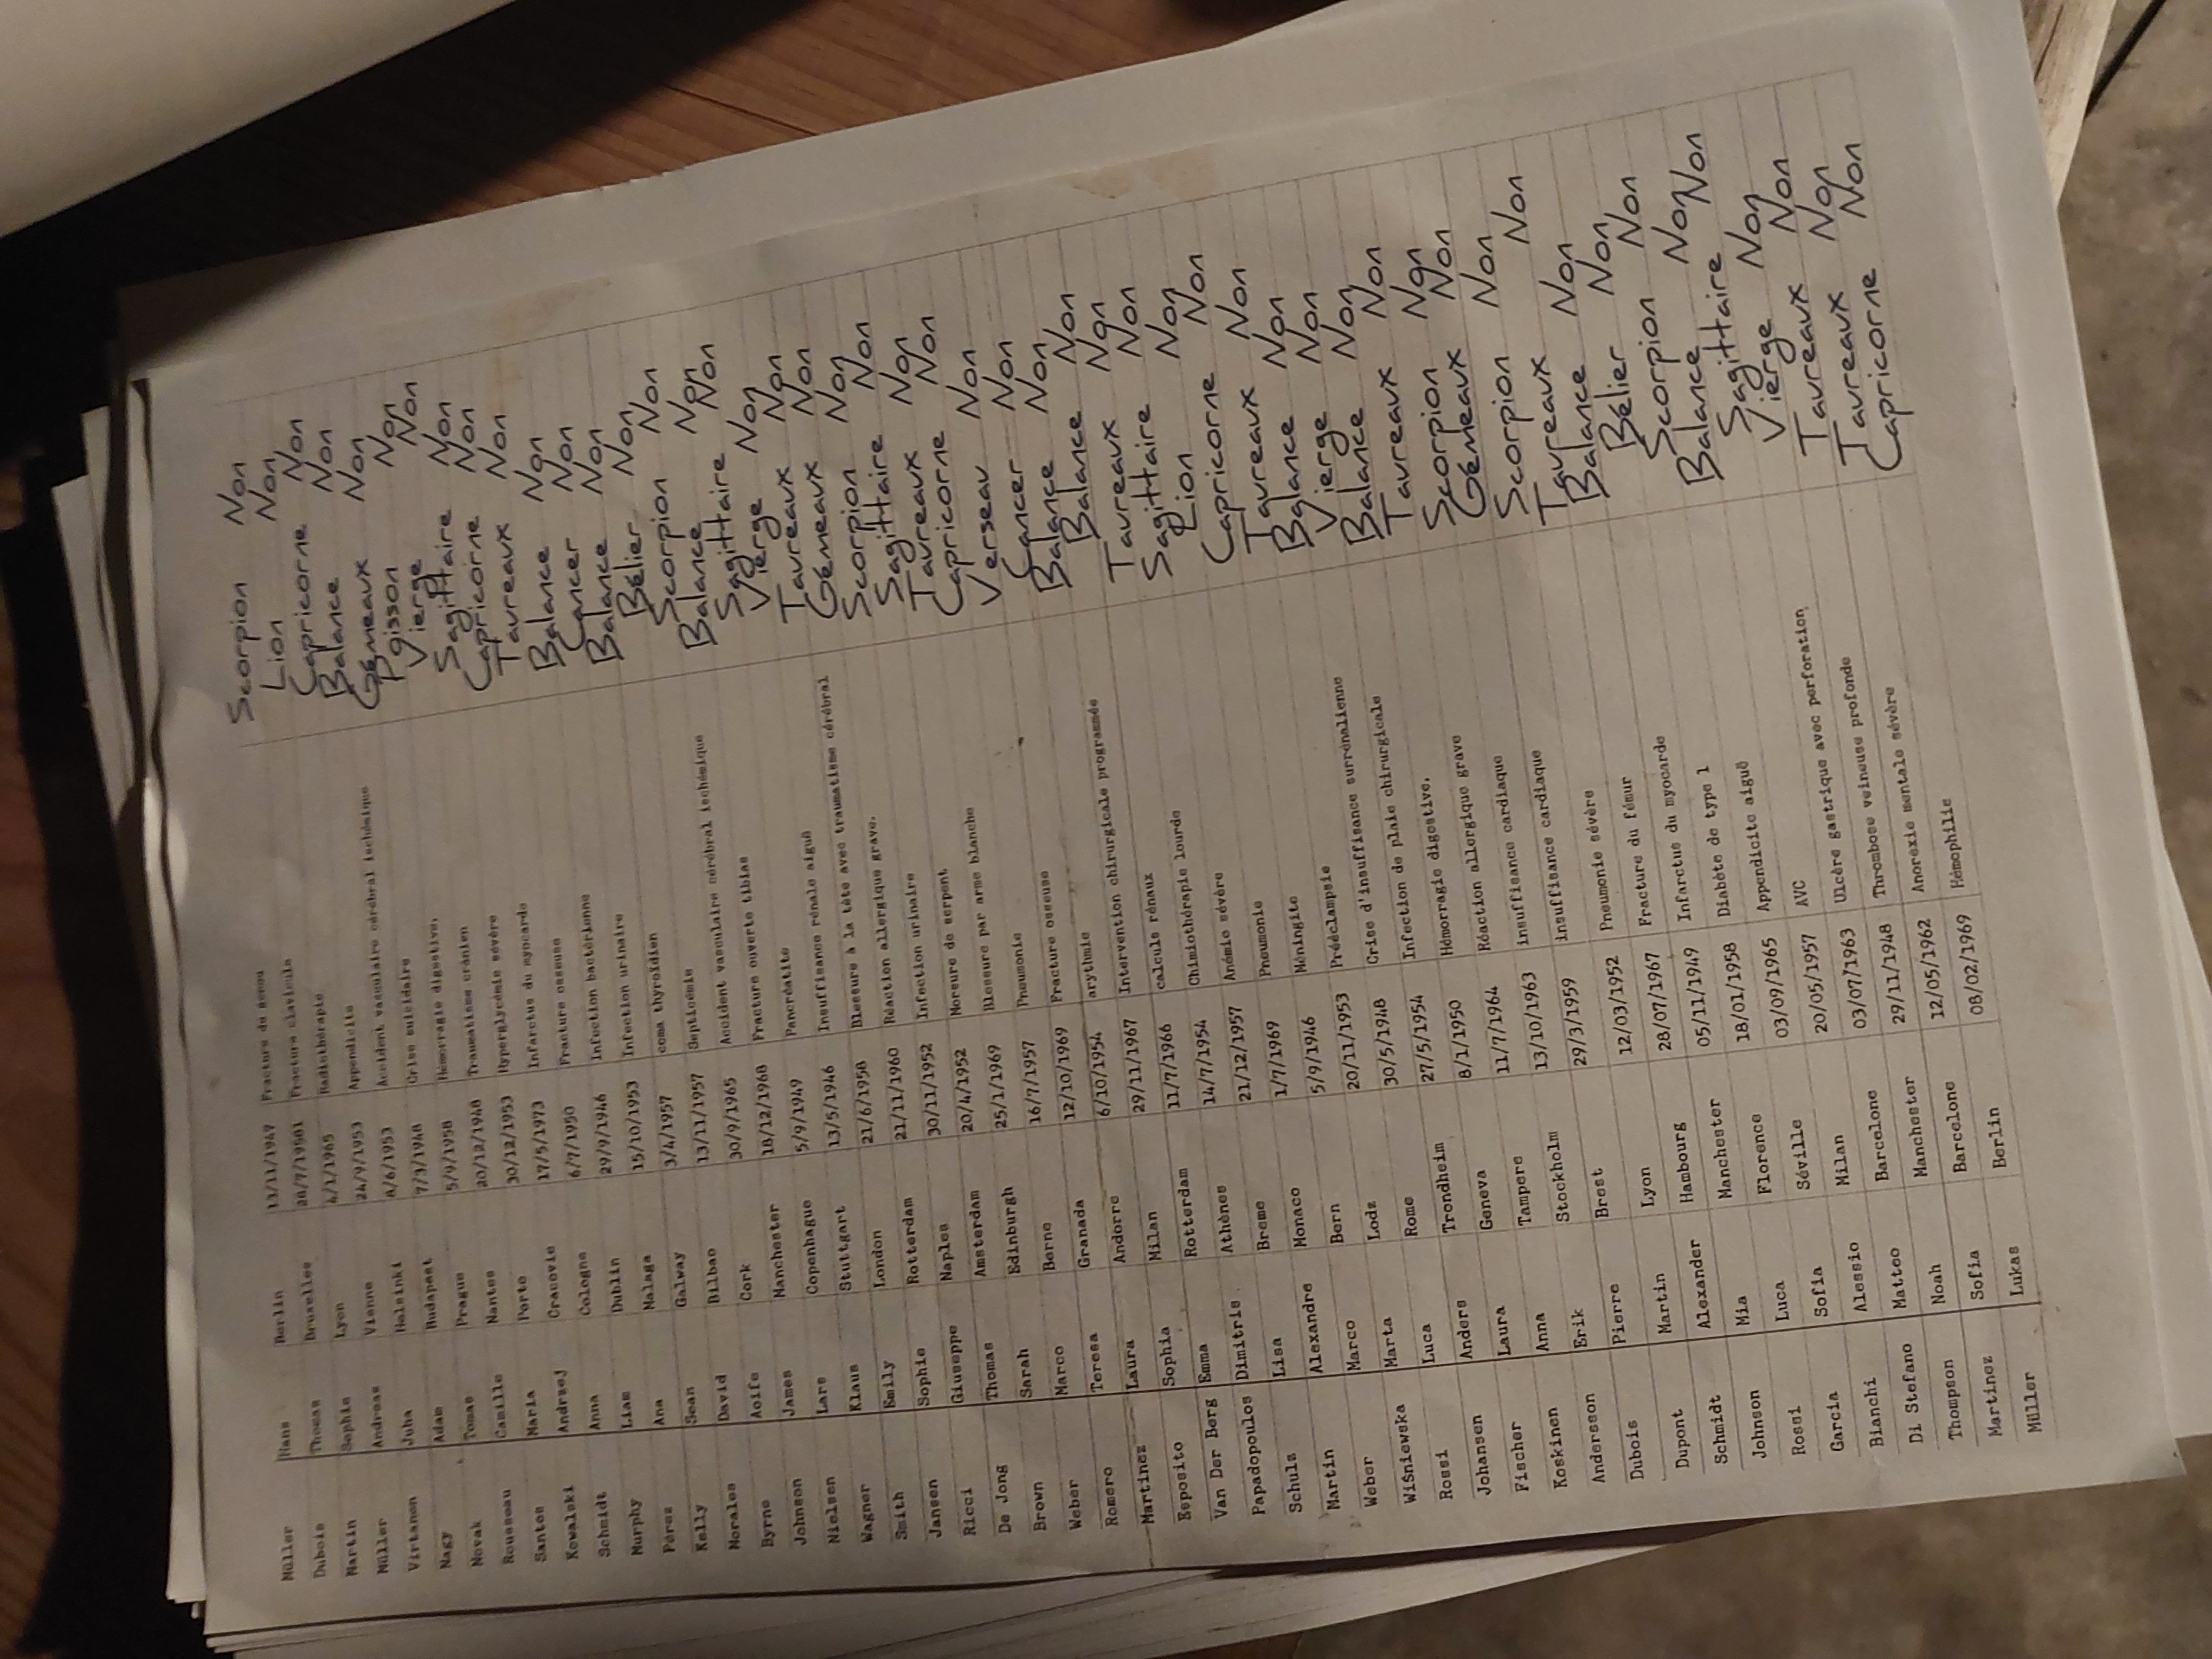 Müller Hans Berlin 13/11/1947 Fracture du genou Scorpion Non
Dubois Thomas Bruxelles 28/7/19581 Fracture clavicule Lion Non
Martin Sophie Lyon 4/1/1965 Radiothérapie Capricorne Non
Müller Andreas Vienne 24/9/1953 Appendicite Balance Non
Virtanen Juha Helsinki 8/6/1953 Accident vasculaire cérébral ischémique Gémeaux Non
Nagy Adam Budapest 7/3/1948 Crise suicidaire Poisson Non
Novak Tomas Prague 5/9/1958 Hémorragie digestive. Vierge Non
Rousseau Camille Nantes 20/12/1948 Traumatisme crânien Sagittaire Non
Santos Maria Porto 30/12/1953 Hyperglycémie sévère Capricorne Non
Kowalski Andrzej Cracovie 17/5/1973 Infarctus du myocarde Taureaux Non
Schmidt Anna Cologne 6/7/1950 Fracture osseuse Balance Non
Murphy Liam Dublin 29/9/1946 Infection bactérienne Cancer Non
Pérez Ana Malaga 15/10/1953 Infection urinaire Balance Non
Kelly Sean Galway 3/4/1957 coma thyroïdien Bélier Non
Morales David Bilbao 13/11/1957 Septicémie Scorpion Non
Byrne Aoife Cork 30/9/1965 Accident vasculaire cérébral ischémique Balance Non
Johnson James Manchester 18/12/1968 Fracture ouverte tibias Sagittaire Non
Nielsen Lars Copenhague 5/9/1949 Pancréatite Vierge Non
Wagner Klaus Stuttgart 13/5/1946 Insuffisance rénale aiguë Taureaux Non
Smith Emily London 21/6/1958 Blessure à la tête avec traumatisme cérébral Gémeaux Non
Jansen Sophie Rotterdam 21/11/1960 Réaction allergique grave. Scorpion Non
Ricci Giuseppe Naples 30/11/1952 Infection urinaire Sagittaire Non
De Jong Thomas Amsterdam 20/4/1952 Morsure de serpent Taureaux Non
Brown Sarah Edinburgh 25/1/1969 Blessure par arme blanche Capricorne Non
Weber Marco Berne 16/7/1957 Pneumonie Verseau Non
Romero Teresa Granada 12/10/1969 Fracture osseuse Cancer Non
Martinez Laura Andorre 6/10/1954 arythmie Balance Non
Esposito Sophia Milan 29/11/1967 Intervention chirurgicale programmée Balance Non
Van Der Berg Emma Rotterdam 11/7/1966 calculs rénaux Taureaux Non
Papadopoulos Dimitris Athènes 14/7/1954 Chimiothérapie lourde Sagittaire Non
Schulz Lisa Breme 21/12/1957 Anémie sévère Lion Non
Martin Alexandre Monaco 1/7/1969 Pneumonie Capricorne Non
Weber Marco Bern 5/9/1946 Méningite Taureaux Non
Wiśniewska Marta Lodz 20/11/1953 Prééclampsie Balance Non
Rossi Luca Rome 30/5/1948 Crise d'insuffisance surrénalienne Vierge Non
Johansen Anders Trondheim 27/5/1954 Infection de plaie chirurgicale Balance Non
Fischer Laura Geneva 8/1/1950 Hémorragie digestive. Taureaux Non
Koskinen Anna Tampere 11/7/1964 Réaction allergique grave Scorpion Non
Andersson Erik Stockholm 13/10/1963 insuffisance cardiaque Gémeaux Non
Dubois Pierre Brest 29/3/1959 insuffisance cardiaque Scorpion Non
Dupont Martin Lyon 12/03/1952 Pneumonie sévère Taureaux Non
Schmidt Alexander Hambourg 28/07/1967 Fracture du fémur Balance Non
Johnson Mia Manchester 05/11/1949 Infarctus du myocarde Bélier Non
Rossi Luca Florence 18/01/1958 Diabète de type 1 Scorpion Non
Garcia Sofia Séville 03/09/1965 Appendicite aiguë Balance Non
Bianchi Alessio Milan 20/05/1957 AVC Sagittaire Non
Di Stefano Matteo Barcelone 03/07/1963 Ulcère gastrique avec perforation Vierge Non
Thompson Noah Manchester 29/11/1948 Thrombose veineuse profonde Taureaux Non
Martinez Sofia Barcelone 12/05/1962 Anorexie mentale sévère Taureaux Non
Müller Lukas Berlin 08/02/1969 Hémophilie Capricorne Non